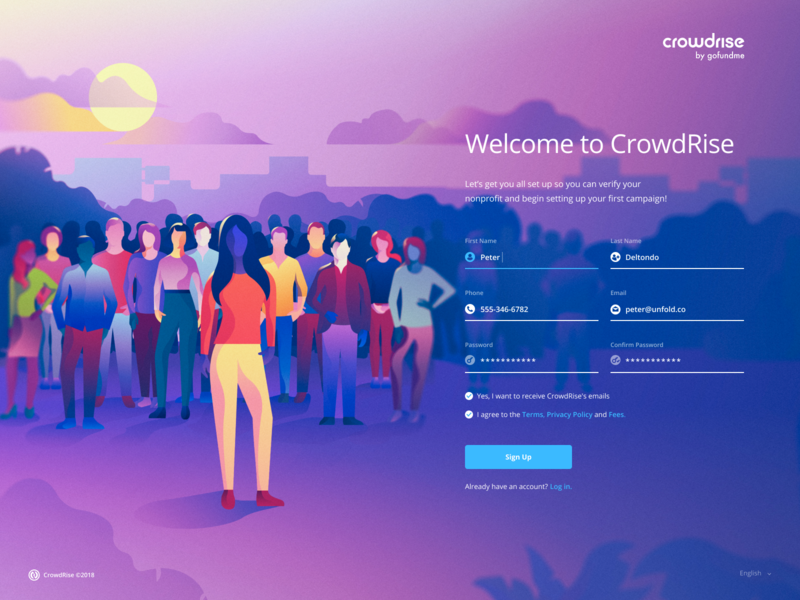 crowdrise
by gofundme
Welcome to CrowdRise
Let's get you all set up so you can verify your
nonprofit and begin setting up your first campaign!
First Name
Last Name
Peter
Deltondo
Phone
Email
555-346-6782
peter@unfold.co
Password
Confirm Password
***********
***********
Yes, I want to receive CrowdRise's emails
I agree to the Terms, Privacy Policy and Fees.
Sign Up
Already have an account? Log in.
CrowdRise ©2018
English